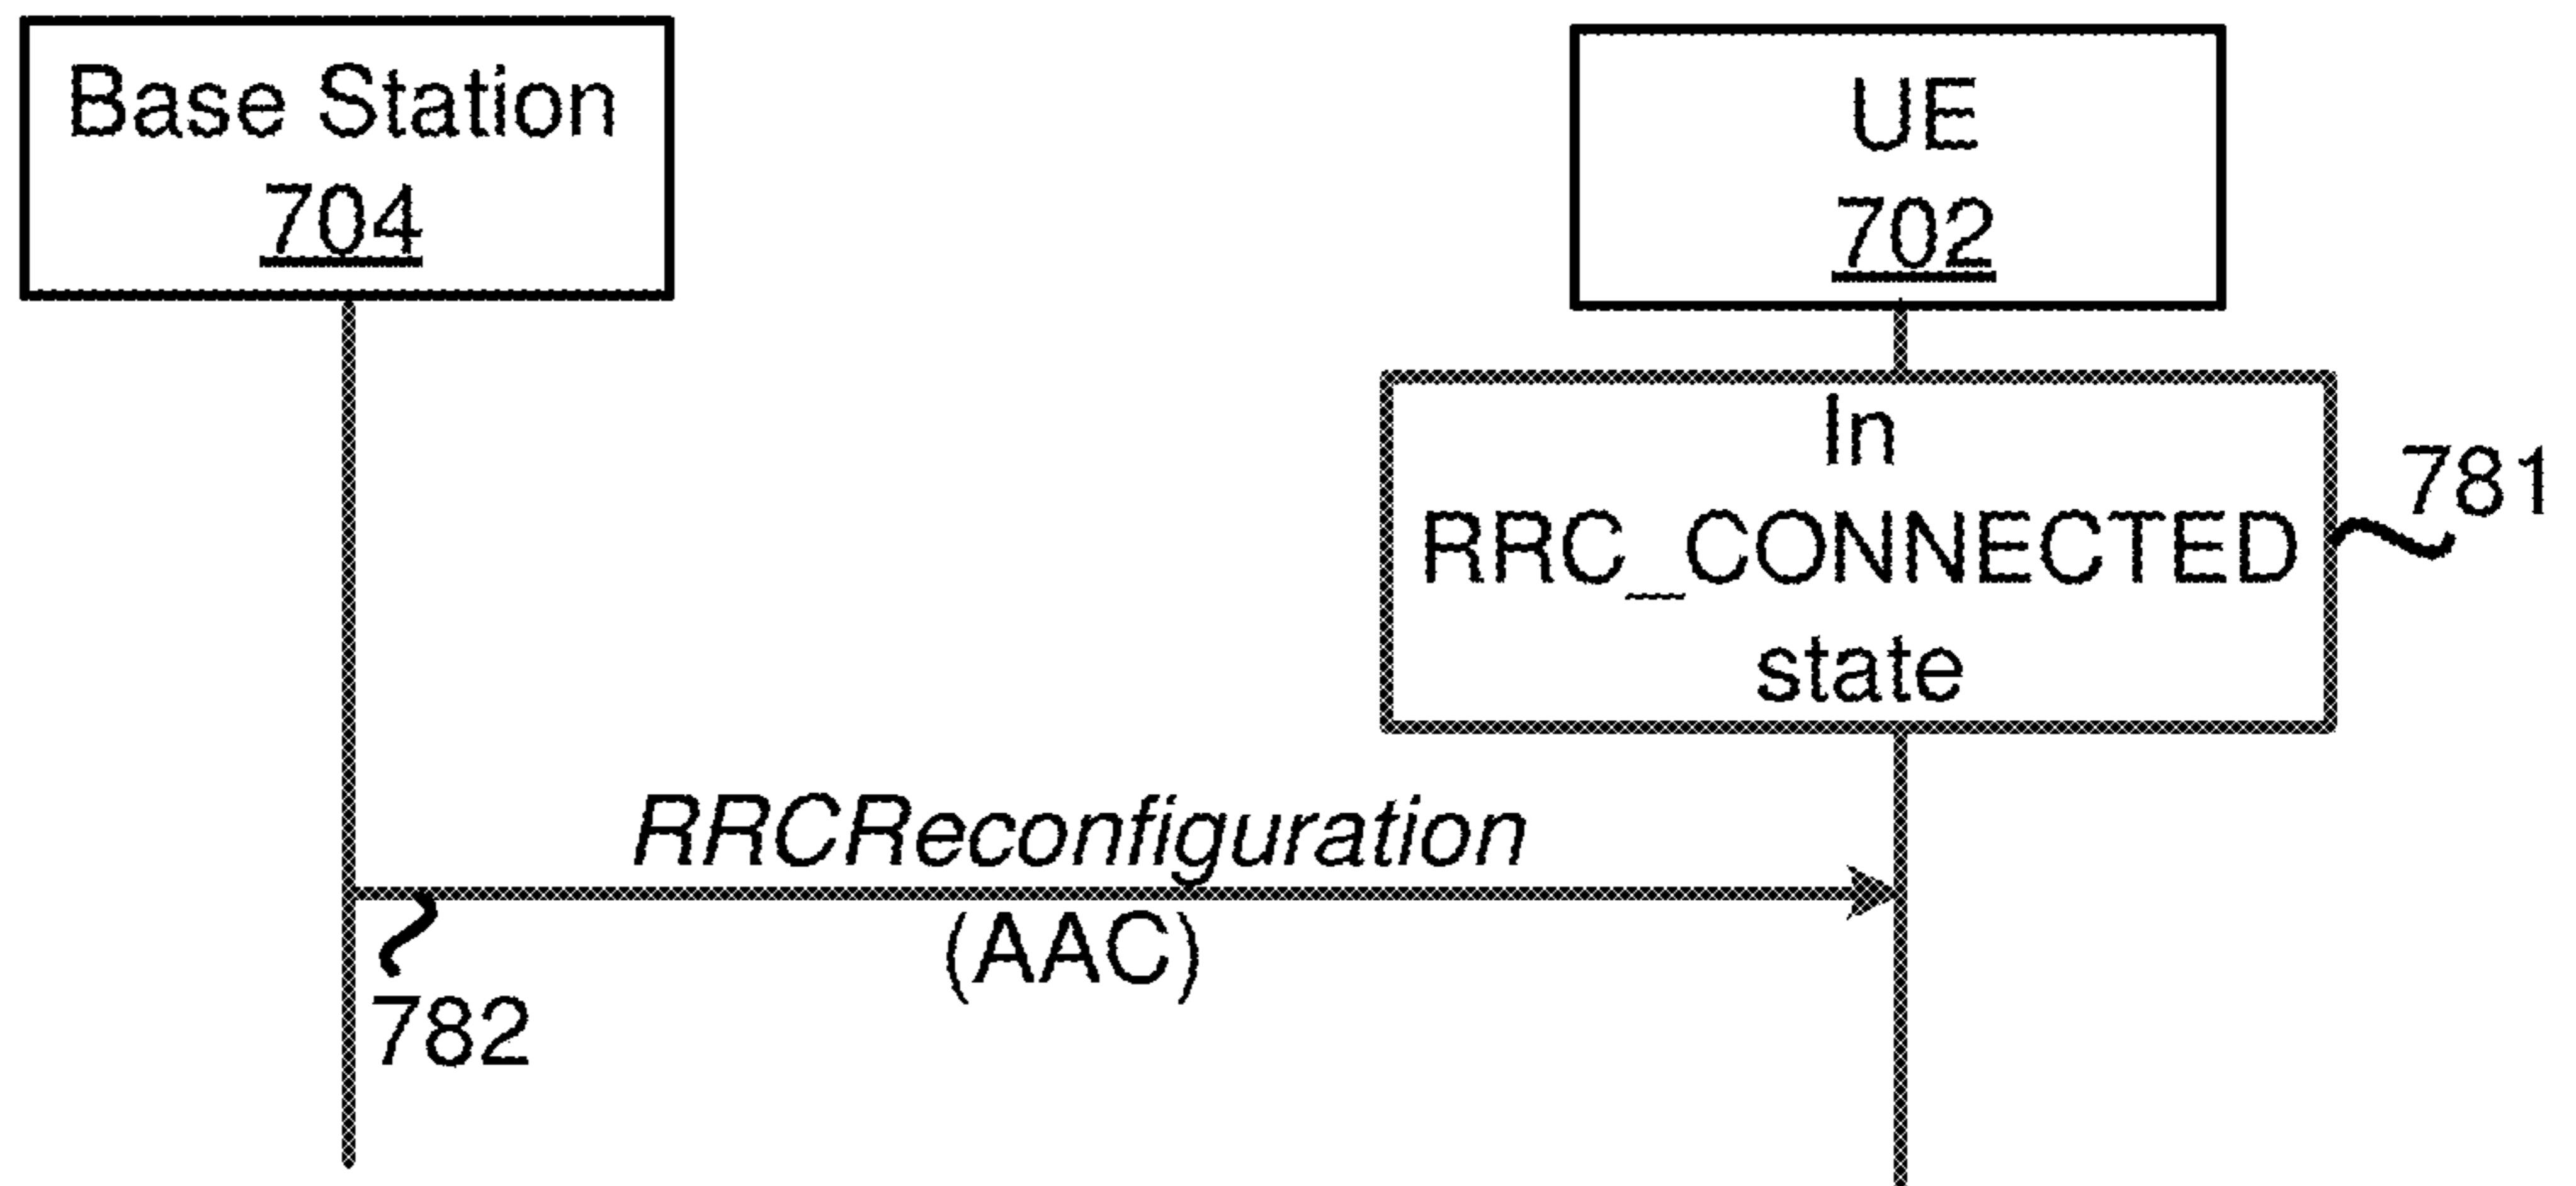 Base Station
704
UE
702
In
RRC_CONNECTED
state
781
RRCReconfiguration
(AAC)
782